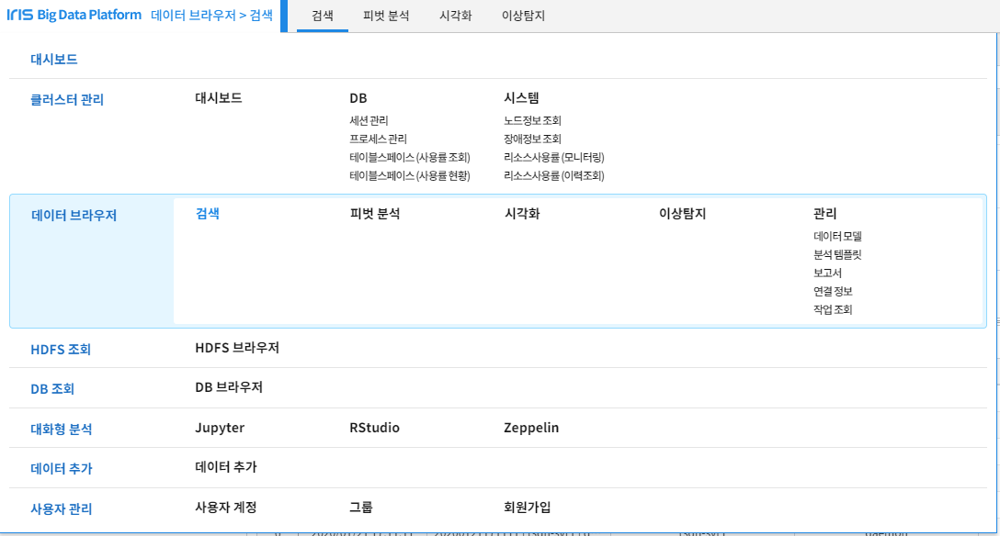 IRIS Big Data Platform 데이터 브라우저 > 검색 검색 피벗 분석 시각화 이상탐지
대시보드
클러스터 관리 대시보드 DB 시스템
세션 관리 노드정보 조회
프로세스 관리 장애정보 조회
테이블스페이스 (사용률 조회) 리소스사용률 (모니터링)
테이블스페이스 (사용률 현황) 리소스사용률 (이력조회)
데이터 브라우저 검색 피벗 분석 시각화 이상탐지 관리
데이터 모델
분석 템플릿
보고서
연결 정보
작업 조회
HDFS 조회 HDFS 브라우저
DB 조회 DB 브라우저
대화형 분석 Jupyter RStudio Zeppelin
데이터 추가 데이터 추가
사용자 관리 사용자 계정 그룹 회원가입